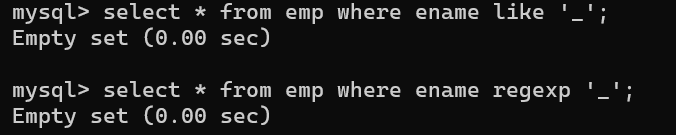 mysql> select * from emp where ename like '_';
Empty set (0.00 sec)
mysql> select * from emp where ename regexp '_';
Empty set (0.00 sec)